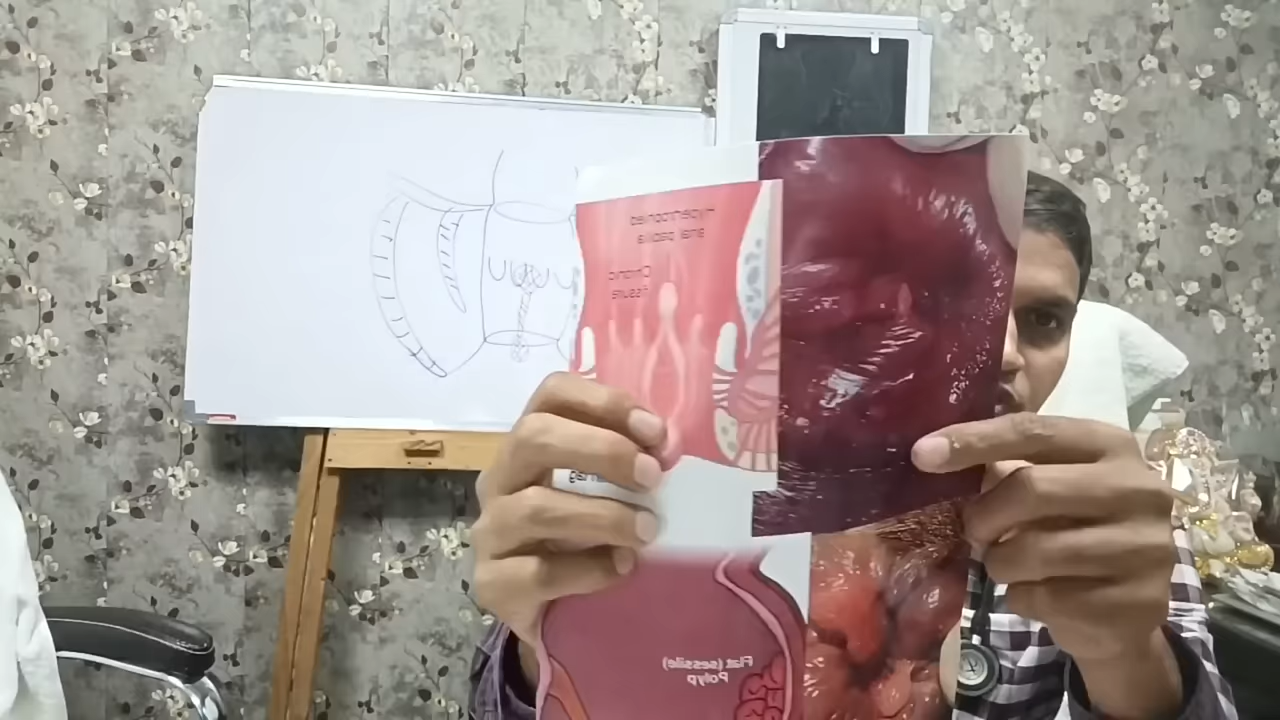 Hypertrophied
anal papilla
Chronic
fissure
Flat (sessile)
Polyp